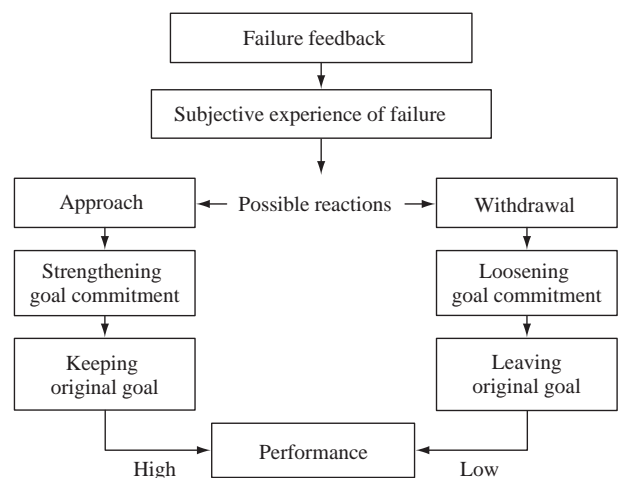 Failure feedback
Subjective experience of failure
Approach
Possible reactions
Withdrawal
Strengthening
goal commitment
Loosening
goal commitment
Keeping
original goal
Leaving
original goal
Performance
High
Low